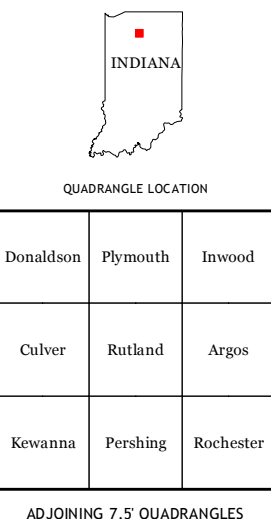 INDIANA
QUADRANGLE LOCATION
Donaldson Plymouth Inwood
Culver Rutland Argos
Kewanna Pershing Rochester
ADJOINING 7.5' QUADRANGLES